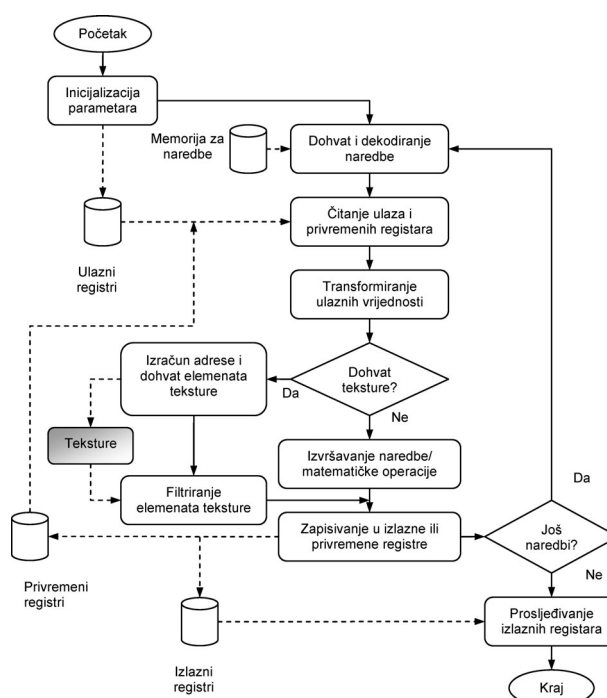 Početak
Inicijalizacija
parametara
Memorija za
naredbe
Dohvat i dekodiranje
naredbe
Čitanje ulaza i
privremenih registara
Ulazni
registri
Transformiranje
ulaznih vrijednosti
Izračun adrese i
dohvat elemenata
teksture
Dohvat
teksture?
Da
Ne
Teksture
Izvršavanje naredbe/
matematičke operacije
Filtriranje
elemenata teksture
Da
Zapisivanje u izlazne ili
privremene registre
Još
naredbi?
Ne
Privremeni
registri
Prosljeđivanje
izlaznih registara
Izlazni
registri
Kraj